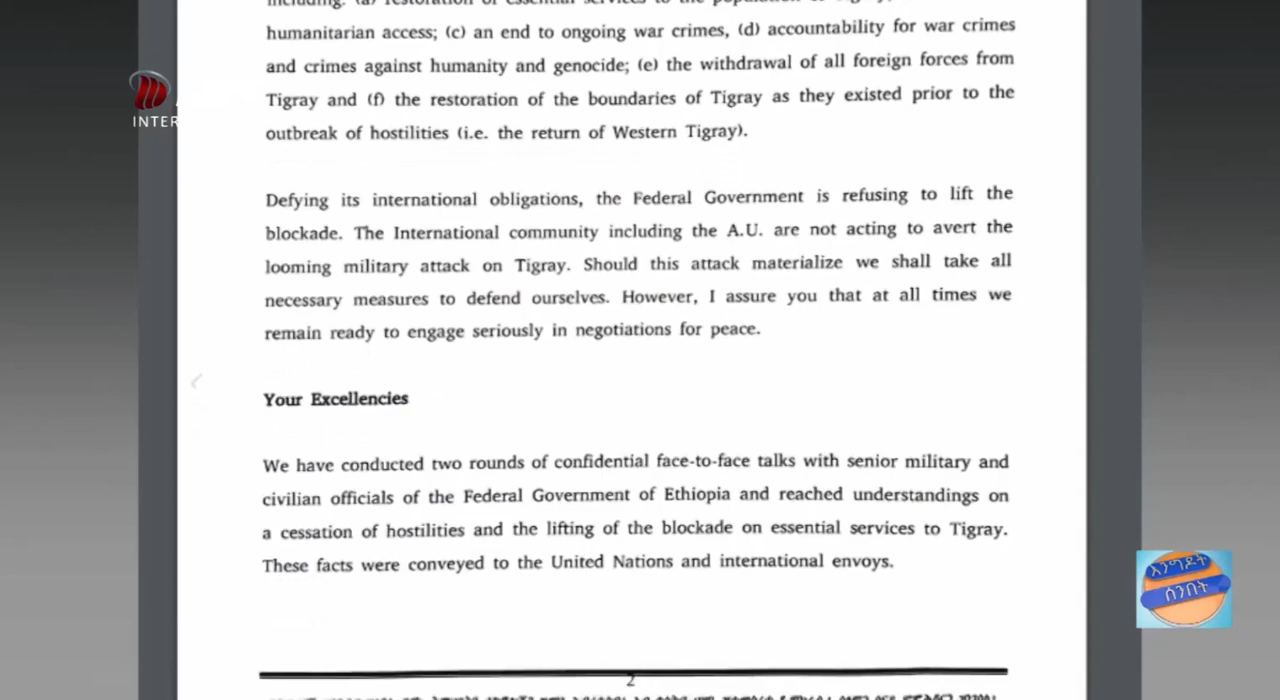 humanitarian access; (c) an end to ongoing war crimes, (d) accountability for war crimes
and crimes against humanity and genocide; (e) the withdrawal of all foreign forces from
Tigray and (f) the restoration of the boundaries of Tigray as they existed prior to the
outbreak of hostilities (i.e. the return of Western Tigray).
INTER
Defying its international obligations, the Federal Government is refusing to lift the
blockade. The International community including the A.U. are not acting to avert the
looming military attack on Tigray. Should this attack materialize we shall take all
necessary measures to defend ourselves. However, I assure you that at all times we
remain ready to engage seriously in negotiations for peace.
Your Excellencies
We have conducted two rounds of confidential face-to-face talks with senior military and
civilian officials of the Federal Government of Ethiopia and reached understandings on
a cessation of hostilities and the lifting of the blockade on essential services to Tigray.
These facts were conveyed to the United Nations and international envoys.
እንግዶት
ሰንበት
2